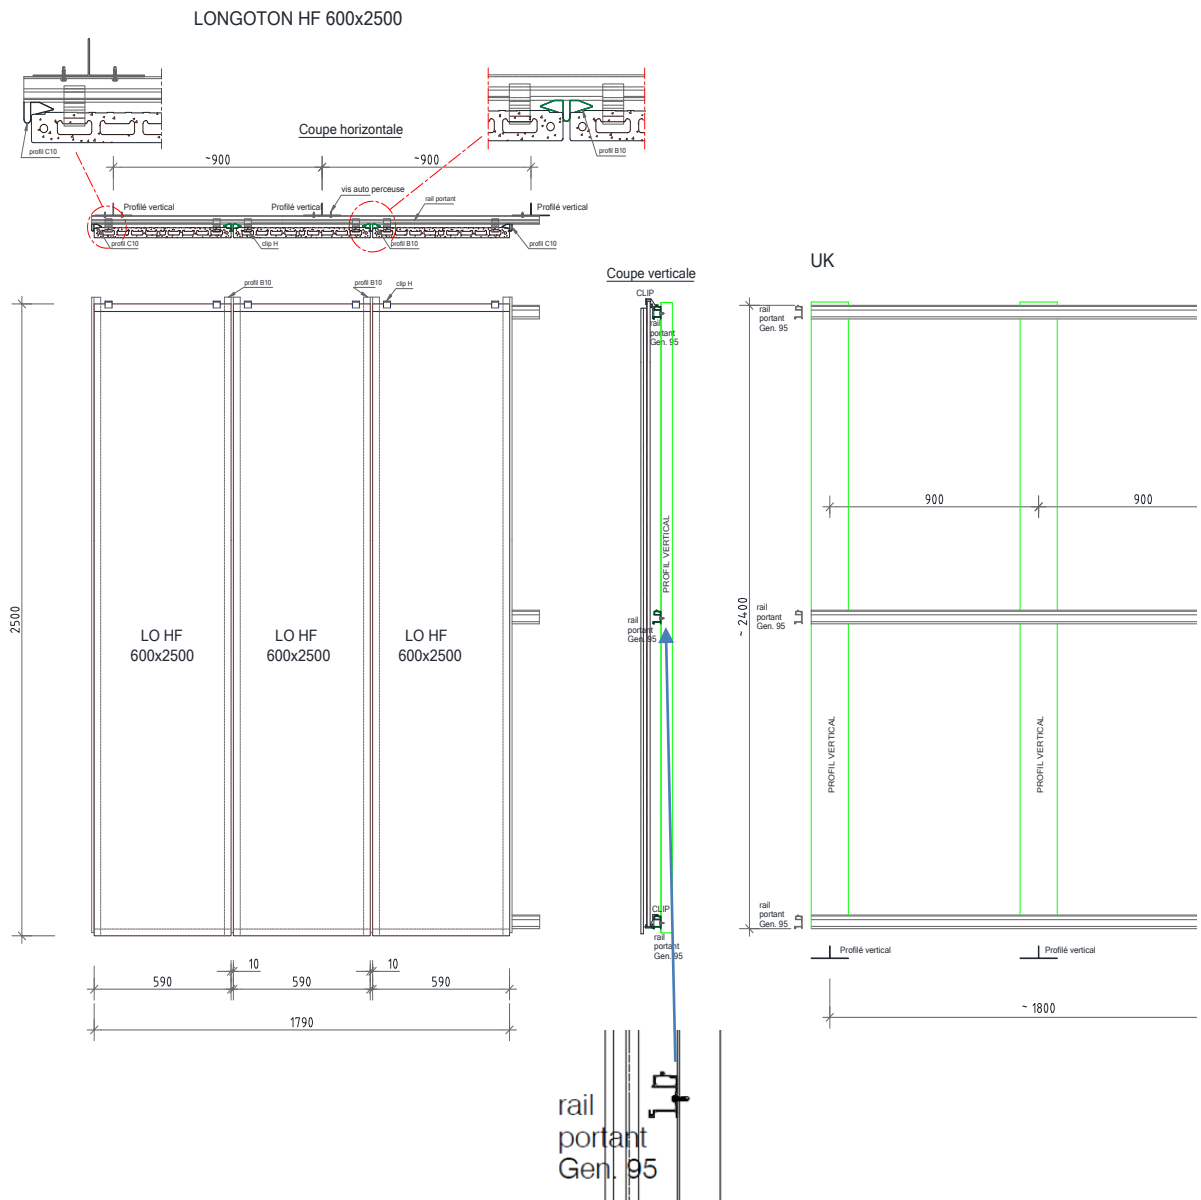 LONGOTON HF 600x2500
profil C10
Coupe horizontale
profil B10
~900
~900
vis auto perceuse
rail portant
Profilé vertical
Profilé vertical
Profilé vertical
profil C10
clip H
profil B10
profil C10
UK
Coupe verticale
profil B10
profil B10
clip H
CLIP
rail
portant
Gen. 95
rail
portant
Gen. 95
900
900
PROFIL VERTICAL
2500
~ 2400
rail
portant
Gen. 95
rail
portant
Gen. 95
LO HF
600x2500
LO HF
600x2500
LO HF
600x2500
PROFIL VERTICAL
PROFIL VERTICAL
CLIP
rail
portant
Gen. 95
rail
portant
Gen. 95
Profilé vertical
Profilé vertical
10
10
590
590
590
1790
~ 1800
rail
portant
Gen. 95